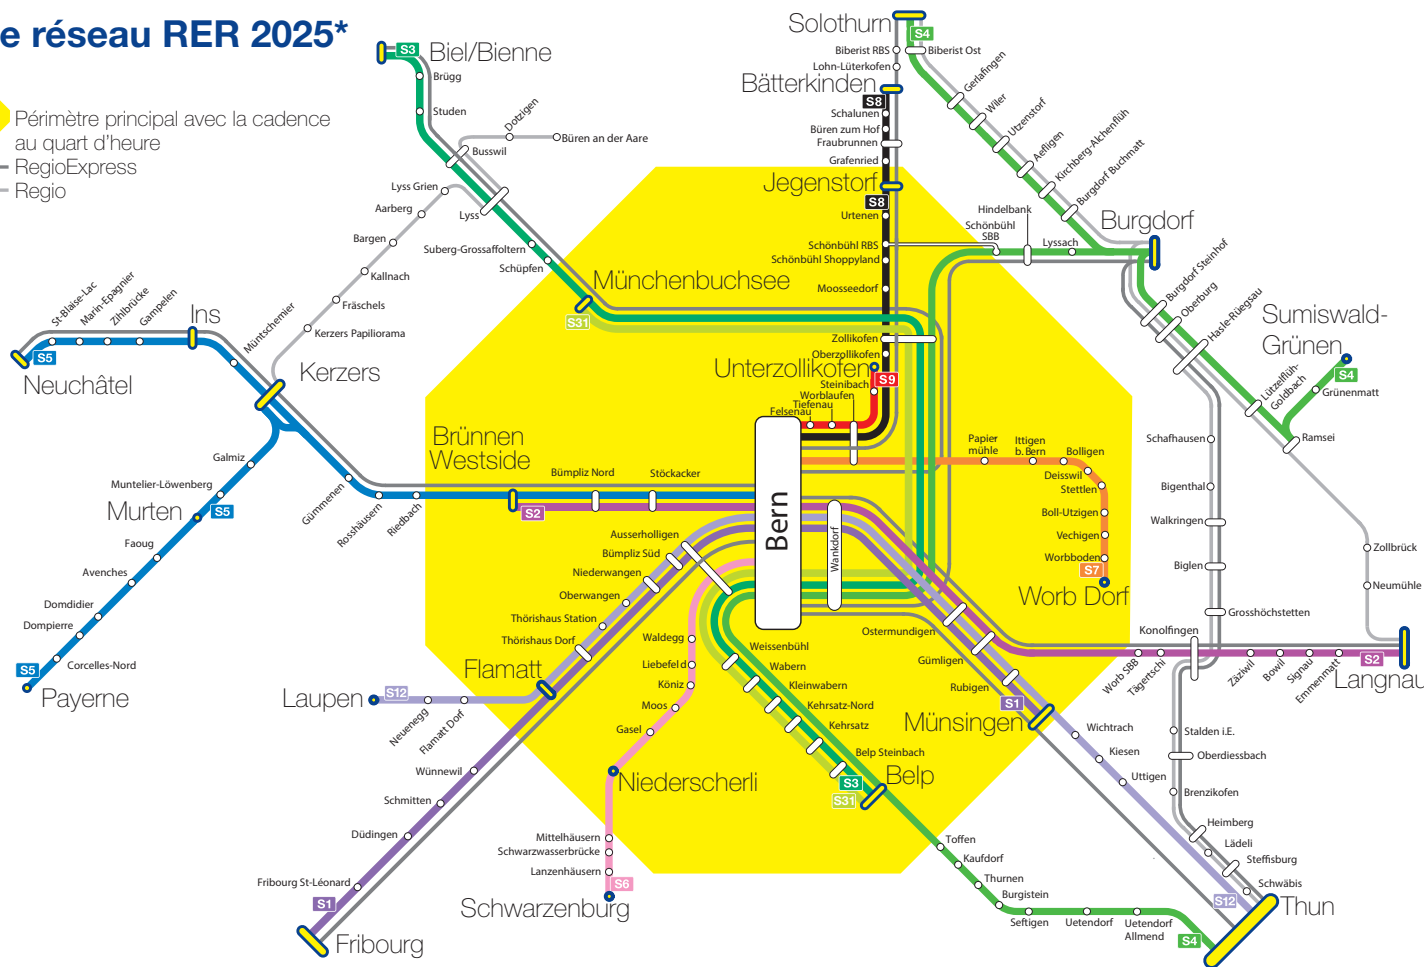 e réseau RER 2025*
Périmètre principal avec la cadence
au quart d'heure
RegioExpress
Regio
S3
Biel/Bienne
Brügg
Studen
Dotzigen
Büren an der Aare
Busswil
Lyss Grien
Lyss
Aarberg
Bargen
Suberg-Grossaffoltern
Schüpfen
Kallnach
Fräschels
Kerzers Papiliorama
Münchenbuchsee
S31
Solothurn
S4
Biberist RBS
Biberist Ost
Lohn-Lüterkofen
Bätterkinden
S8
Schalunen
Büren zum Hof
Fraubrunnen
Grafenried
Jegenstorf
S8
Urtenen
Schönbühl RBS
Schönbühl Shoppyland
Moosseedorf
Zollikofen
Oberzollikofen
Unterzollikofen
S9
Steinibach
Worblaufen
Tiefenau
Felsenau
Gerlafingen
Wiler
Utzenstorf
Aefligen
Kirchberg-Alchenflüh
Burgdorf Buchmatt
Hindelbank
Schönbühl
SBB
Lyssach
Burgdorf
Burgdorf Steinhof
Oberburg
Hasle-Rüegsau
Sumiswald-
Grünen
S4
Grünenmatt
Lützelflüh-
Goldbach
Ramsei
Schafhausen
Bigenthal
Walkringen
Biglen
Grosshöchstetten
Konolfingen
Zollbrück
Neumühle
St-Blaise-Lac
Marin-Epagnier
Zihlbrücke
Gampelen
Ins
Müntschemier
S5
Neuchâtel
Kerzers
Galmiz
Muntelier-Löwenberg
Murten
S5
Faoug
Avenches
Domdidier
Dompierre
Corcelles-Nord
S5
Payerne
Gümmenen
Rosshäusern
Riedbach
Brünnen
Westside
S2
Bümpliz Nord
Stöckacker
Bern
Wankdorf
Papier
mühle
Ittigen
b. Bern
Bolligen
Deisswil
Stettlen
Boll-Utzigen
Vechigen
Worbboden
S7
Worb Dorf
Ausserholligen
Bümpliz Süd
Niederwangen
Oberwangen
Thörishaus Station
Thörishaus Dorf
Flamatt
Laupen
S12
Neuenegg
Flamatt Dorf
Wünnewil
Schmitten
Düdingen
Fribourg St-Léonard
S1
Fribourg
Waldegg
Liebefeld
Köniz
Moos
Gasel
Niederscherli
Mittelhäusern
Schwarzwasserbrücke
Lanzenhäusern
S6
Schwarzenburg
Weissenbühl
Wabern
Kleinwabern
Kehrsatz-Nord
Kehrsatz
Belp Steinbach
S3
S31
Belp
Toffen
Kaufdorf
Thurnen
Burgistein
Seftigen
Uetendorf
Uetendorf
Allmend
S4
Ostermundigen
Gümligen
Rubigen
S1
Münsingen
Wichtrach
Kiesen
Uttigen
S12
Thun
Worb SBB
Tägertschi
Zäziwil
Bowil
Signau
Emmenmatt
S2
Langnau
Stalden i.E.
Oberdiessbach
Brenzikofen
Heimberg
Lädeli
Steffisburg
Schwäbis